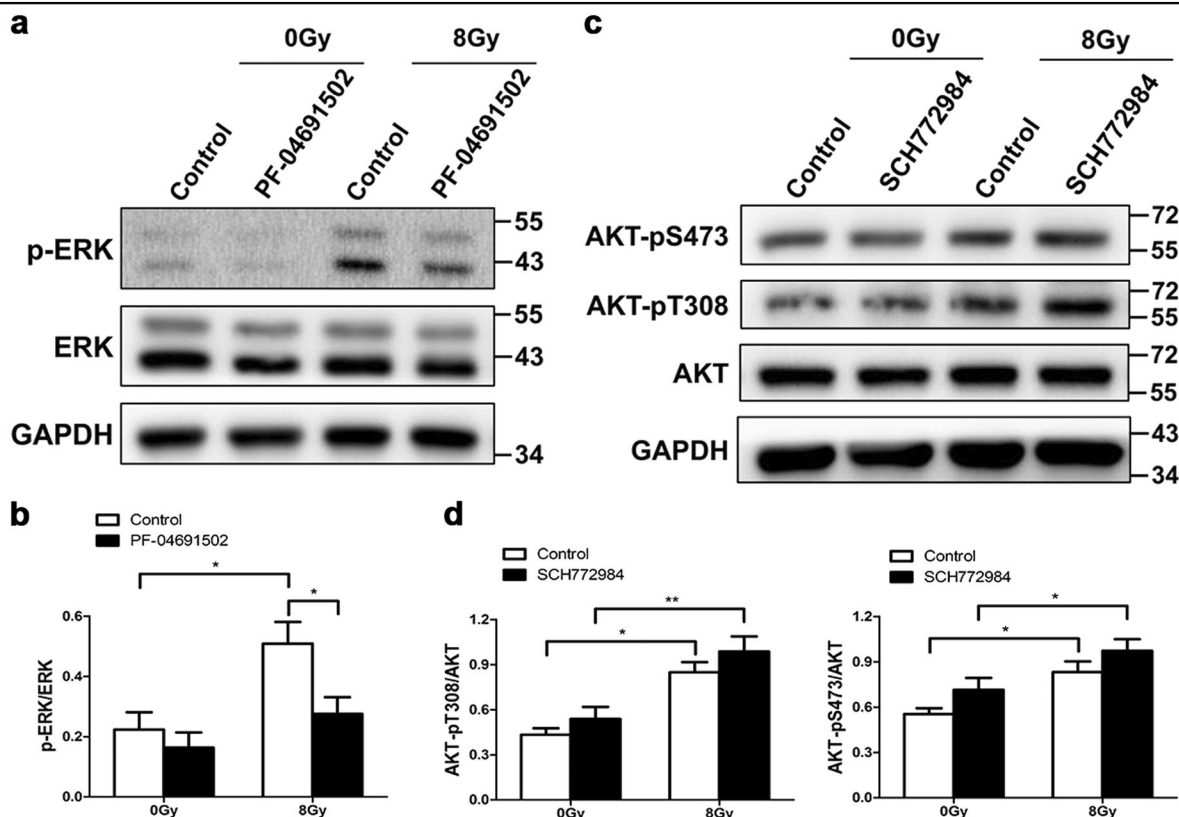 a
0Gy 8Gy
Control PF-04691502 Control PF-04691502
p-ERK
55
43
ERK
55
43
GAPDH
34
c
0Gy 8Gy
Control SCH772984 Control SCH772984
AKT-pS473
72
55
AKT-pT308
72
55
AKT
72
55
GAPDH
43
34
b
Control
PF-04691502
*
*
p-ERK/ERK
0.6
0.4
0.2
0.0
0Gy 8Gy
d
Control
SCH772984
**
*
AKT-pT308/AKT
1.2
0.9
0.6
0.3
0.0
0Gy 8Gy
Control
SCH772984
*
*
AKT-pS473/AKT
1.2
0.9
0.6
0.3
0.0
0Gy 8Gy